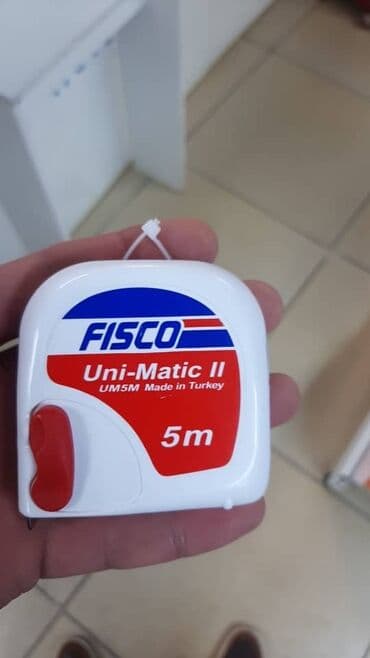 FISCO
Uni-Matic II
UM5M Made in Turkey
5m